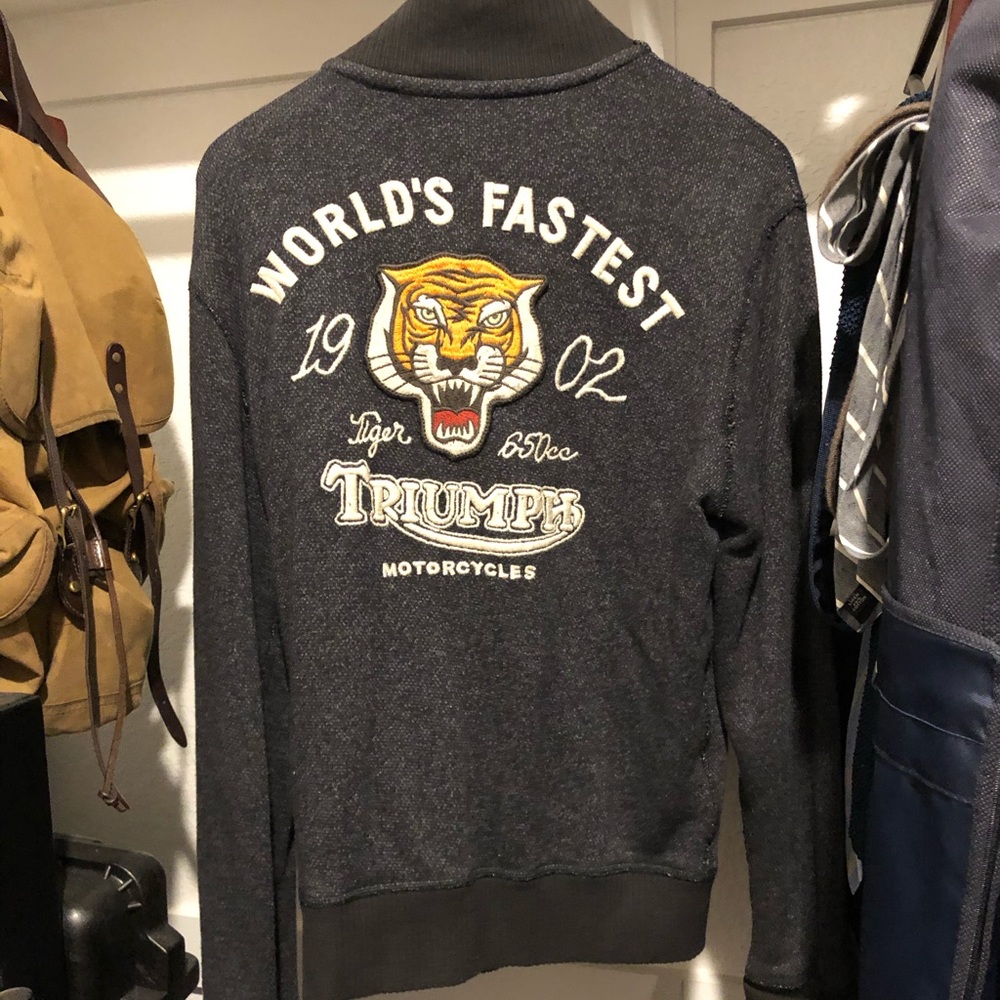 WORLD'S FASTEST
19 02
Tiger 650cc
TRIUMPH
MOTORCYCLES